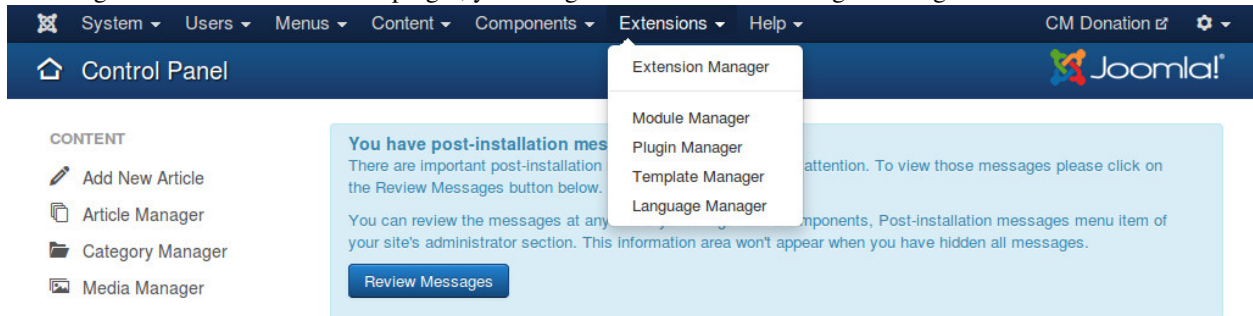 System Users Menus Content Components Extensions Help CM Donation
Control Panel
Joomla!
Extension Manager
Module Manager
Plugin Manager
Template Manager
Language Manager
CONTENT
Add New Article
Article Manager
Category Manager
Media Manager
You have post-installation mes
There are important post-installation attention. To view those messages please click on
the Review Messages button below.
You can review the messages at any mponents, Post-installation messages menu item of
your site's administrator section. This information area won't appear when you have hidden all messages.
Review Messages